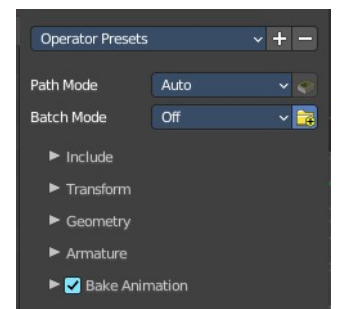 Operator Presets
Path Mode Auto
Batch Mode Off
Include
Transform
Geometry
Armature
Bake Animation